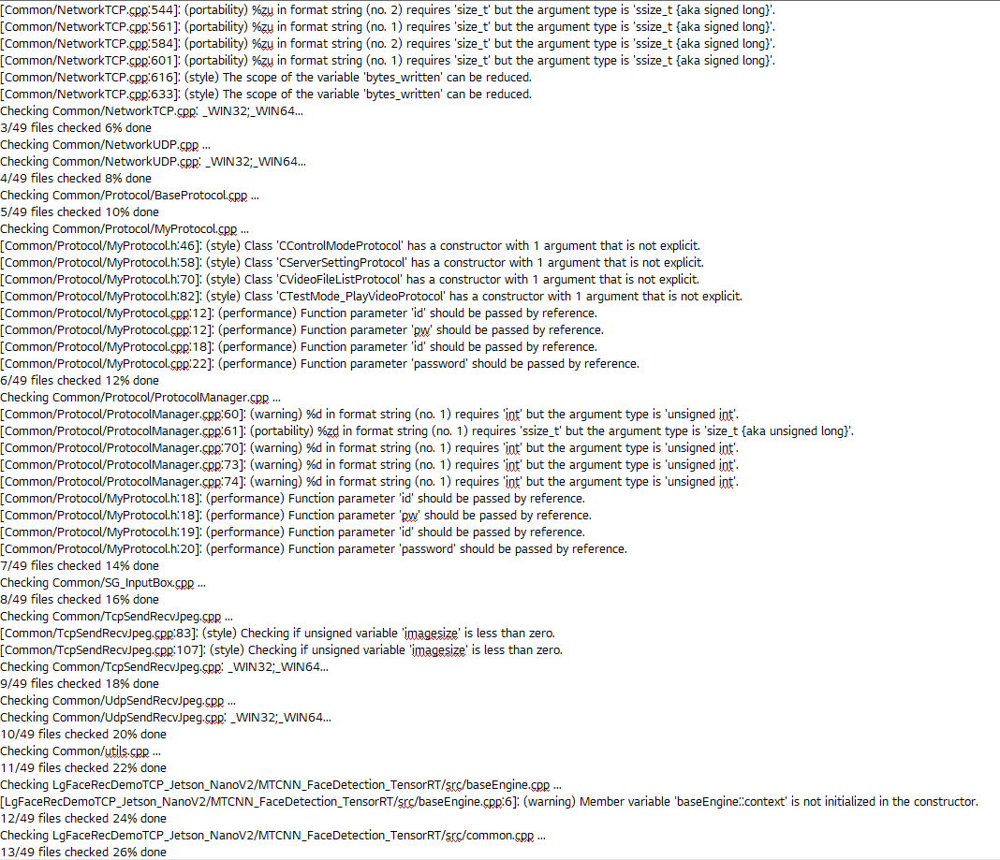 [Common/NetworkTCP.cpp:544]: (portability) %zu in format string (no. 2) requires 'size_t' but the argument type is 'ssize_t {aka signed long}'.
[Common/NetworkTCP.cpp:561]: (portability) %zu in format string (no. 1) requires 'size_t' but the argument type is 'ssize_t {aka signed long}'.
[Common/NetworkTCP.cpp:584]: (portability) %zu in format string (no. 2) requires 'size_t' but the argument type is 'ssize_t {aka signed long}'.
[Common/NetworkTCP.cpp:601]: (portability) %zu in format string (no. 1) requires 'size_t' but the argument type is 'ssize_t {aka signed long}'.
[Common/NetworkTCP.cpp:616]: (style) The scope of the variable 'bytes_written' can be reduced.
[Common/NetworkTCP.cpp:633]: (style) The scope of the variable 'bytes_written' can be reduced.
Checking Common/NetworkTCP.cpp: _WIN32;_WIN64...
3/49 files checked 6% done
Checking Common/NetworkUDP.cpp ...
Checking Common/NetworkUDP.cpp: _WIN32;_WIN64...
4/49 files checked 8% done
Checking Common/Protocol/BaseProtocol.cpp ...
5/49 files checked 10% done
Checking Common/Protocol/MyProtocol.cpp ...
[Common/Protocol/MyProtocol.h:46]: (style) Class 'CControlModeProtocol' has a constructor with 1 argument that is not explicit.
[Common/Protocol/MyProtocol.h:58]: (style) Class 'CServerSettingProtocol' has a constructor with 1 argument that is not explicit.
[Common/Protocol/MyProtocol.h:70]: (style) Class 'CVideoFileListProtocol' has a constructor with 1 argument that is not explicit.
[Common/Protocol/MyProtocol.h:82]: (style) Class 'CTestMode_PlayVideoProtocol' has a constructor with 1 argument that is not explicit.
[Common/Protocol/MyProtocol.cpp:12]: (performance) Function parameter 'id' should be passed by reference.
[Common/Protocol/MyProtocol.cpp:12]: (performance) Function parameter 'pw' should be passed by reference.
[Common/Protocol/MyProtocol.cpp:18]: (performance) Function parameter 'id' should be passed by reference.
[Common/Protocol/MyProtocol.cpp:22]: (performance) Function parameter 'password' should be passed by reference.
6/49 files checked 12% done
Checking Common/Protocol/ProtocolManager.cpp ...
[Common/Protocol/ProtocolManager.cpp:60]: (warning) %d in format string (no. 1) requires 'int' but the argument type is 'unsigned int'.
[Common/Protocol/ProtocolManager.cpp:61]: (portability) %zd in format string (no. 1) requires 'ssize_t' but the argument type is 'size_t {aka unsigned long}'.
[Common/Protocol/ProtocolManager.cpp:70]: (warning) %d in format string (no. 1) requires 'int' but the argument type is 'unsigned int'.
[Common/Protocol/ProtocolManager.cpp:73]: (warning) %d in format string (no. 1) requires 'int' but the argument type is 'unsigned int'.
[Common/Protocol/ProtocolManager.cpp:74]: (warning) %d in format string (no. 1) requires 'int' but the argument type is 'unsigned int'.
[Common/Protocol/MyProtocol.h:18]: (performance) Function parameter 'id' should be passed by reference.
[Common/Protocol/MyProtocol.h:18]: (performance) Function parameter 'pw' should be passed by reference.
[Common/Protocol/MyProtocol.h:19]: (performance) Function parameter 'id' should be passed by reference.
[Common/Protocol/MyProtocol.h:20]: (performance) Function parameter 'password' should be passed by reference.
7/49 files checked 14% done
Checking Common/SG_InputBox.cpp ...
8/49 files checked 16% done
Checking Common/TcpSendRecvJpeg.cpp ...
[Common/TcpSendRecvJpeg.cpp:83]: (style) Checking if unsigned variable 'imagesize' is less than zero.
[Common/TcpSendRecvJpeg.cpp:107]: (style) Checking if unsigned variable 'imagesize' is less than zero.
Checking Common/TcpSendRecvJpeg.cpp: _WIN32;_WIN64...
9/49 files checked 18% done
Checking Common/UdpSendRecvJpeg.cpp ...
Checking Common/UdpSendRecvJpeg.cpp: _WIN32;_WIN64...
10/49 files checked 20% done
Checking Common/utils.cpp ...
11/49 files checked 22% done
Checking LgFaceRecDemoTCP_Jetson_NanoV2/MTCNN_FaceDetection_TensorRT/src/baseEngine.cpp ...
[LgFaceRecDemoTCP_Jetson_NanoV2/MTCNN_FaceDetection_TensorRT/src/baseEngine.cpp:6]: (warning) Member variable 'baseEngine::context' is not initialized in the constructor.
12/49 files checked 24% done
Checking LgFaceRecDemoTCP_Jetson_NanoV2/MTCNN_FaceDetection_TensorRT/src/common.cpp ...
13/49 files checked 26% done